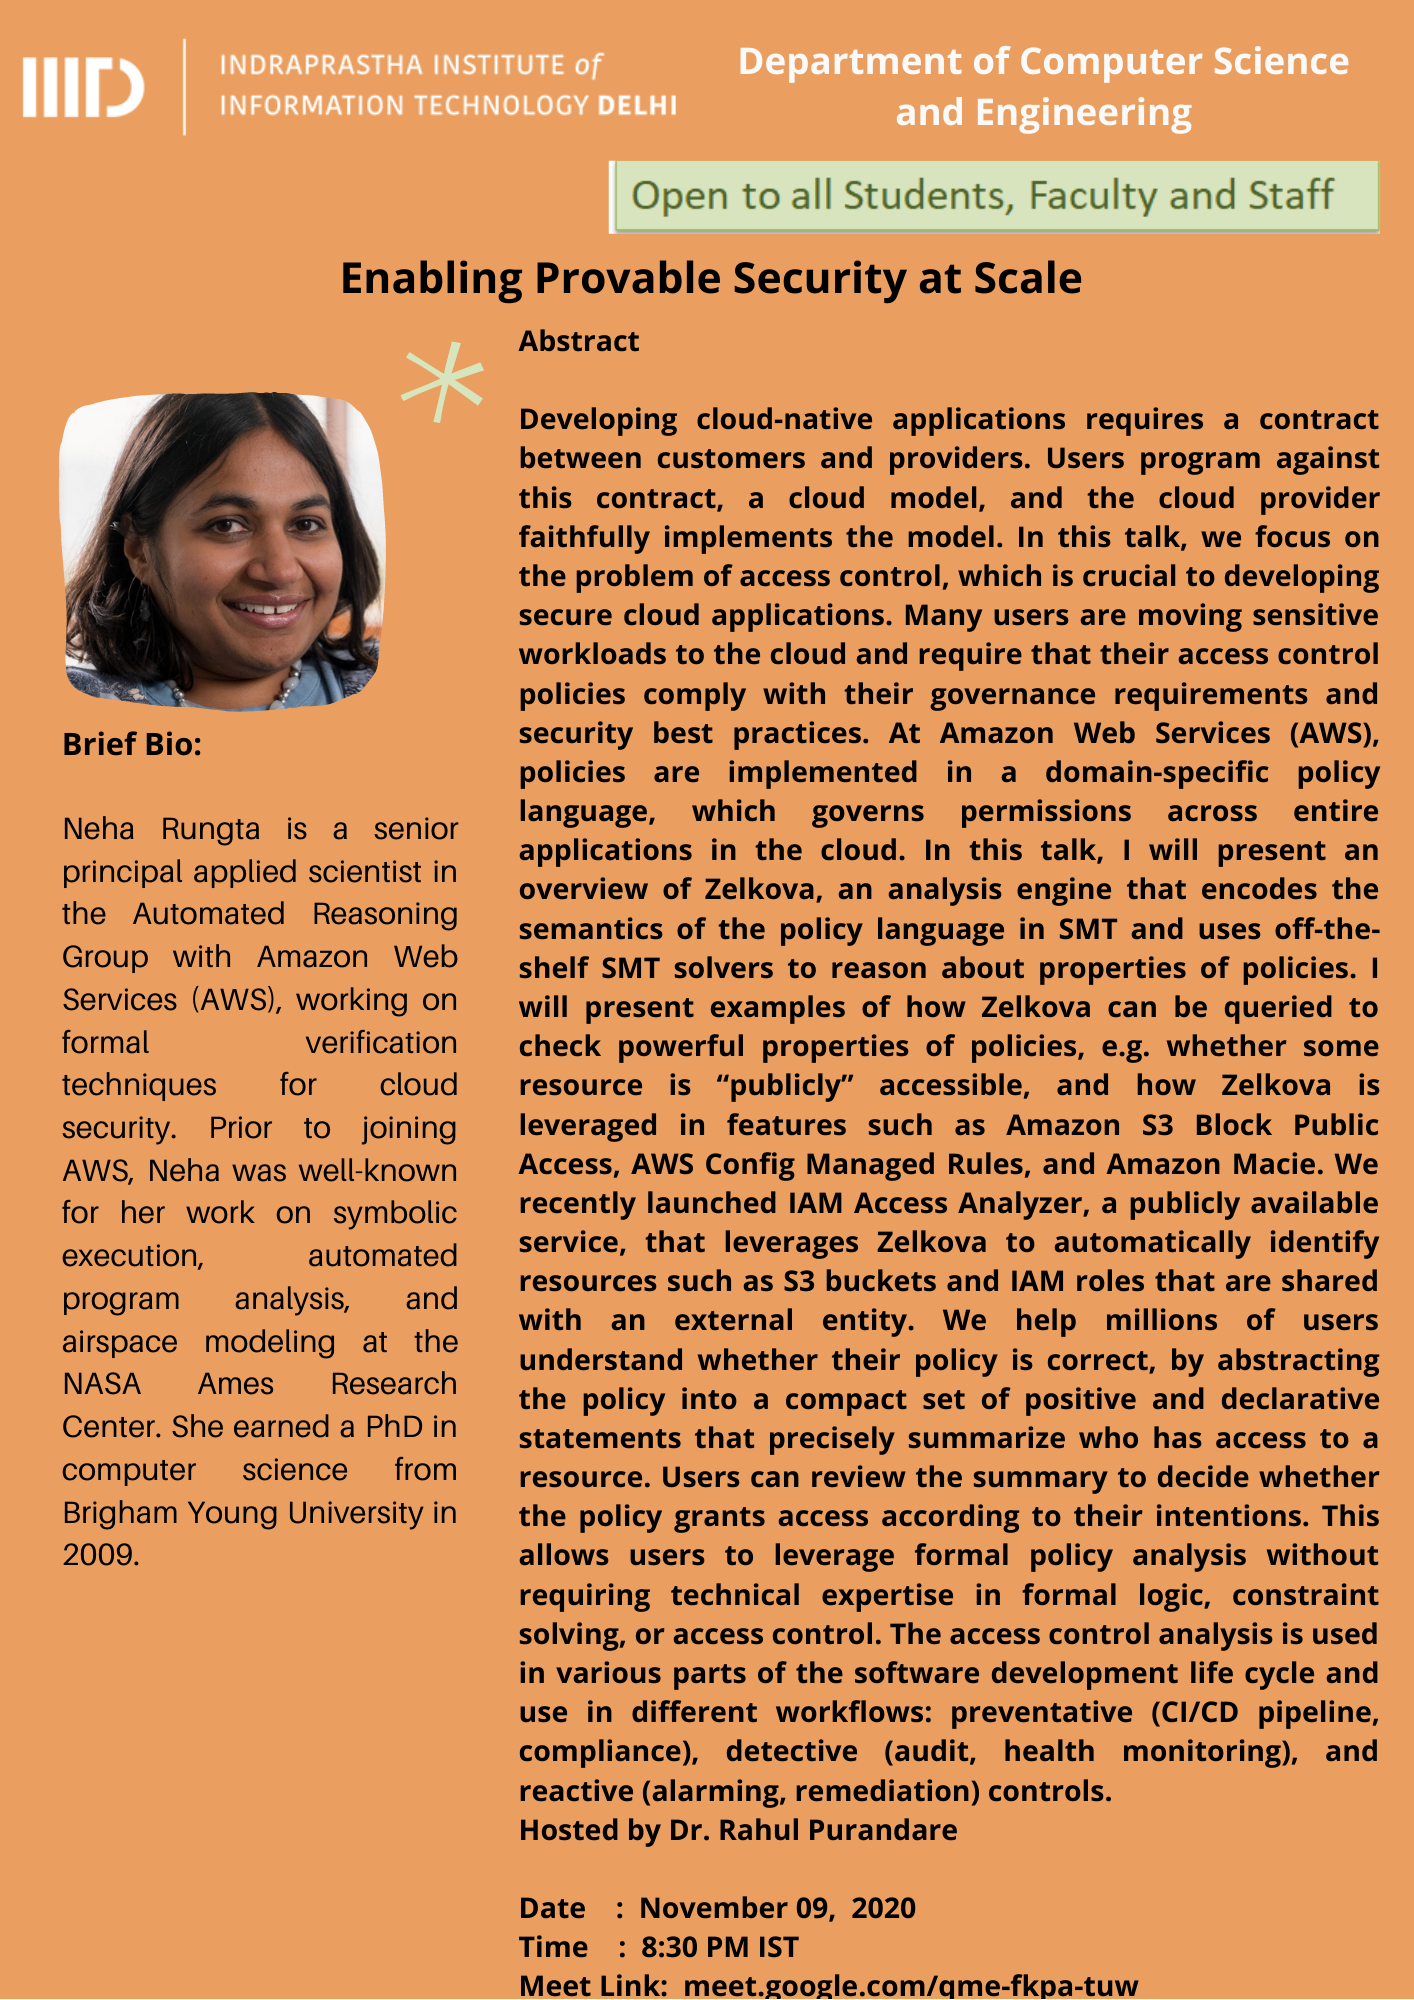 IIITD
INDRAPRASTHA INSTITUTE of
INFORMATION TECHNOLOGY DELHI
Department of Computer Science
and Engineering
Open to all Students, Faculty and Staff
Enabling Provable Security at Scale
Brief Bio:
Neha Rungta is a senior
principal applied scientist in
the Automated Reasoning
Group with Amazon Web
Services (AWS), working on
formal verification
techniques for cloud
security. Prior to joining
AWS, Neha was well-known
for her work on symbolic
execution, automated
program analysis, and
airspace modeling at the
NASA Ames Research
Center. She earned a PhD in
computer science from
Brigham Young University in
2009.
Abstract
Developing cloud-native applications requires a contract
between customers and providers. Users program against
this contract, a cloud model, and the cloud provider
faithfully implements the model. In this talk, we focus on
the problem of access control, which is crucial to developing
secure cloud applications. Many users are moving sensitive
workloads to the cloud and require that their access control
policies comply with their governance requirements and
security best practices. At Amazon Web Services (AWS),
policies are implemented in a domain-specific policy
language, which governs permissions across entire
applications in the cloud. In this talk, I will present an
overview of Zelkova, an analysis engine that encodes the
semantics of the policy language in SMT and uses off-the-
shelf SMT solvers to reason about properties of policies. I
will present examples of how Zelkova can be queried to
check powerful properties of policies, e.g. whether some
resource is “publicly” accessible, and how Zelkova is
leveraged in features such as Amazon S3 Block Public
Access, AWS Config Managed Rules, and Amazon Macie. We
recently launched IAM Access Analyzer, a publicly available
service, that leverages Zelkova to automatically identify
resources such as S3 buckets and IAM roles that are shared
with an external entity. We help millions of users
understand whether their policy is correct, by abstracting
the policy into a compact set of positive and declarative
statements that precisely summarize who has access to a
resource. Users can review the summary to decide whether
the policy grants access according to their intentions. This
allows users to leverage formal policy analysis without
requiring technical expertise in formal logic, constraint
solving, or access control. The access control analysis is used
in various parts of the software development life cycle and
use in different workflows: preventative (CI/CD pipeline,
compliance), detective (audit, health monitoring), and
reactive (alarming, remediation) controls.
Hosted by Dr. Rahul Purandare
Date : November 09, 2020
Time : 8:30 PM IST
Meet Link: meet.google.com/qme-fkpa-tuw